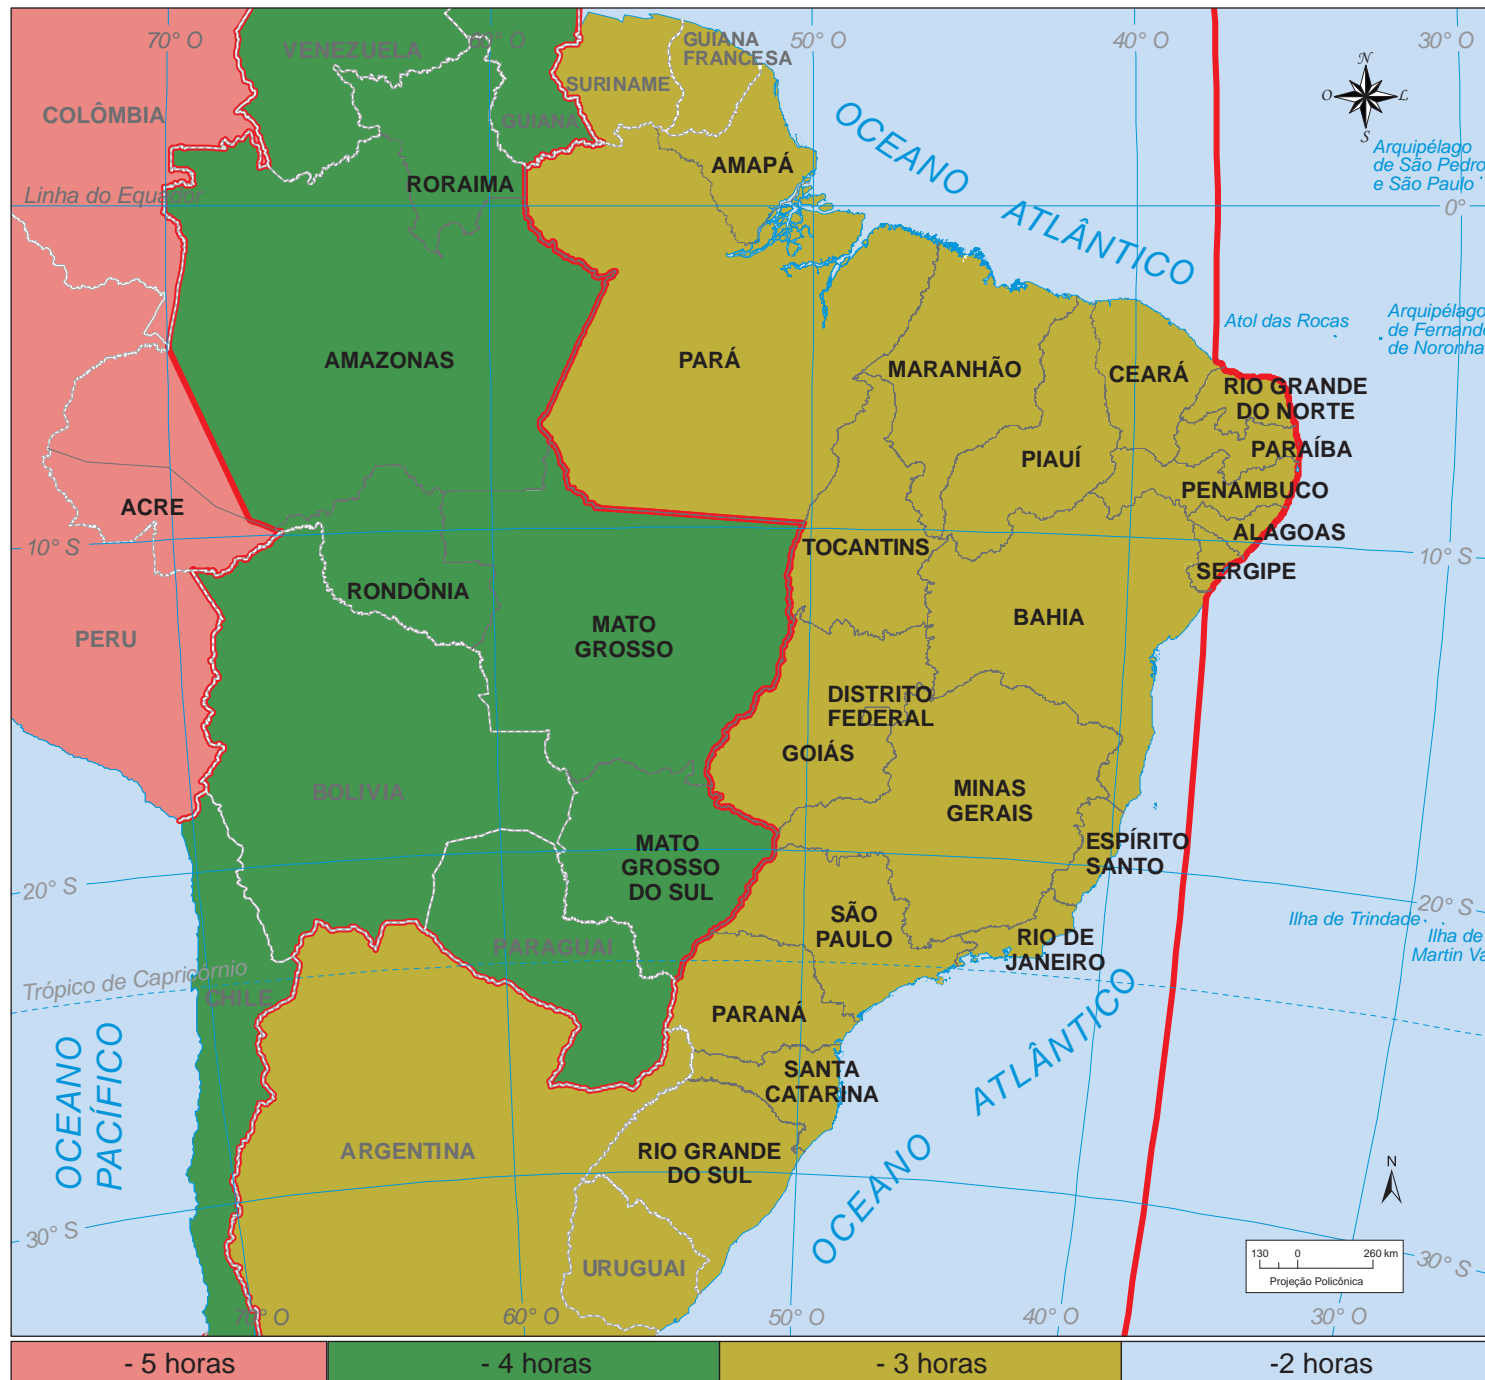 70° O
60° O
50° O
40° O
30° O
VENEZUELA
GUIANA
FRANCESA
SURINAME
COLÔMBIA
GUIANA
N
O
L
S
OCEANO
ATLÂNTICO
Arquipélago
de São Pedro
e São Paulo
AMAPÁ
RORAIMA
Linha do Equador
0°
Atol das Rocas
Arquipélago
de Fernando
de Noronha
AMAZONAS
PARÁ
MARANHÃO
CEARÁ
RIO GRANDE
DO NORTE
PARAÍBA
PIAUÍ
PENAMBUCO
ACRE
ALAGOAS
10° S
TOCANTINS
10° S
SERGIPE
RONDÔNIA
BAHIA
MATO
GROSSO
PERU
DISTRITO
FEDERAL
GOIÁS
BOLIVIA
MINAS
GERAIS
MATO
GROSSO
DO SUL
ESPÍRITO
SANTO
20° S
20° S
SÃO
PAULO
Ilha de Trindade
Ilha de
Martin Va
RIO DE
JANEIRO
PARAGUAI
Trópico de Capricórnio
CHILE
PARANÁ
OCEANO
PACÍFICO
ATLÂNTICO
SANTA
CATARINA
ARGENTINA
RIO GRANDE
DO SUL
OCEANO
N
30° S
30° S
URUGUAI
130 0 260 km
Projeção Policônica
70° O
60° O
50° O
40° O
30° O
- 5 horas
- 4 horas
- 3 horas
-2 horas